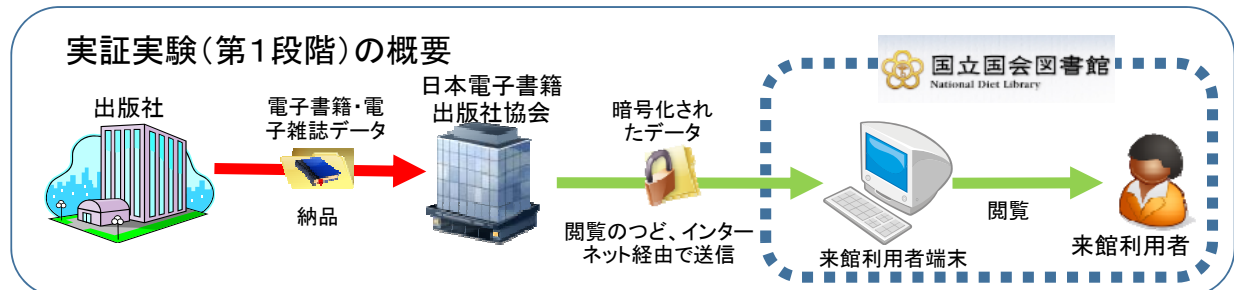 実証実験(第1段階)の概要
国立国会図書館
National Diet Library
出版社
電子書籍・電
子雑誌データ
納品
日本電子書籍
出版社協会
暗号化され
たデータ
閲覧のつど、インター
ネット経由で送信
来館利用者端末
閲覧
来館利用者